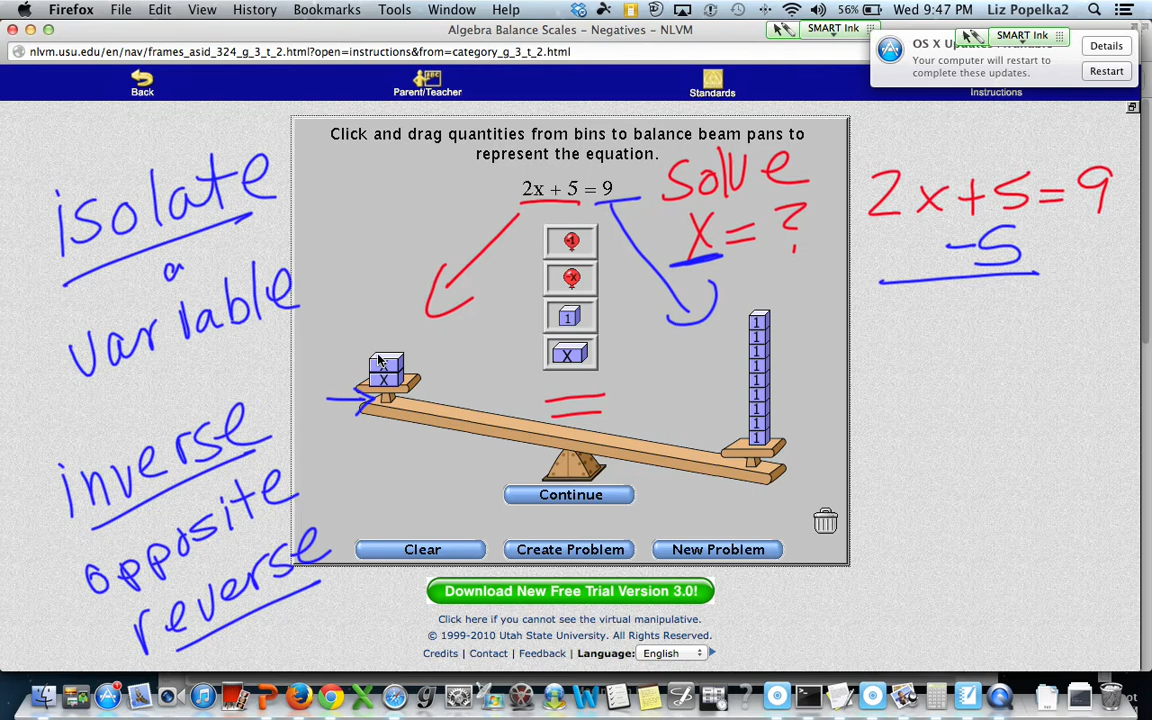 Firefox File Edit View History Bookmarks Tools Window Help 56% Wed 9:47 PM Liz Popelka2
Algebra Balance Scales – Negatives – NLVM
SMART Ink
SMART Ink
nlvm.usu.edu/en/nav/frames_asid_324_g_3_t_2.html?open=instructions&from=category_g_3_t_2.html
Your computer will restart to
complete these updates.
Details
Restart
Back
Parent/Teacher
Standards
Instructions
Click and drag quantities from bins to balance beam pans to
represent the equation.
2x + 5 = 9
solve
x = ?
2x+5=9
-5
isolate
a
variable
inverse
opposite
reverse
-1
-x
1
X
X
X
1
1
1
1
1
1
1
1
1
=
Continue
Clear
Create Problem
New Problem
Download New Free Trial Version 3.0!
Click here if you cannot see the virtual manipulative.
© 1999-2010 Utah State University. All Rights Reserved.
Credits | Contact | Feedback | Language: English